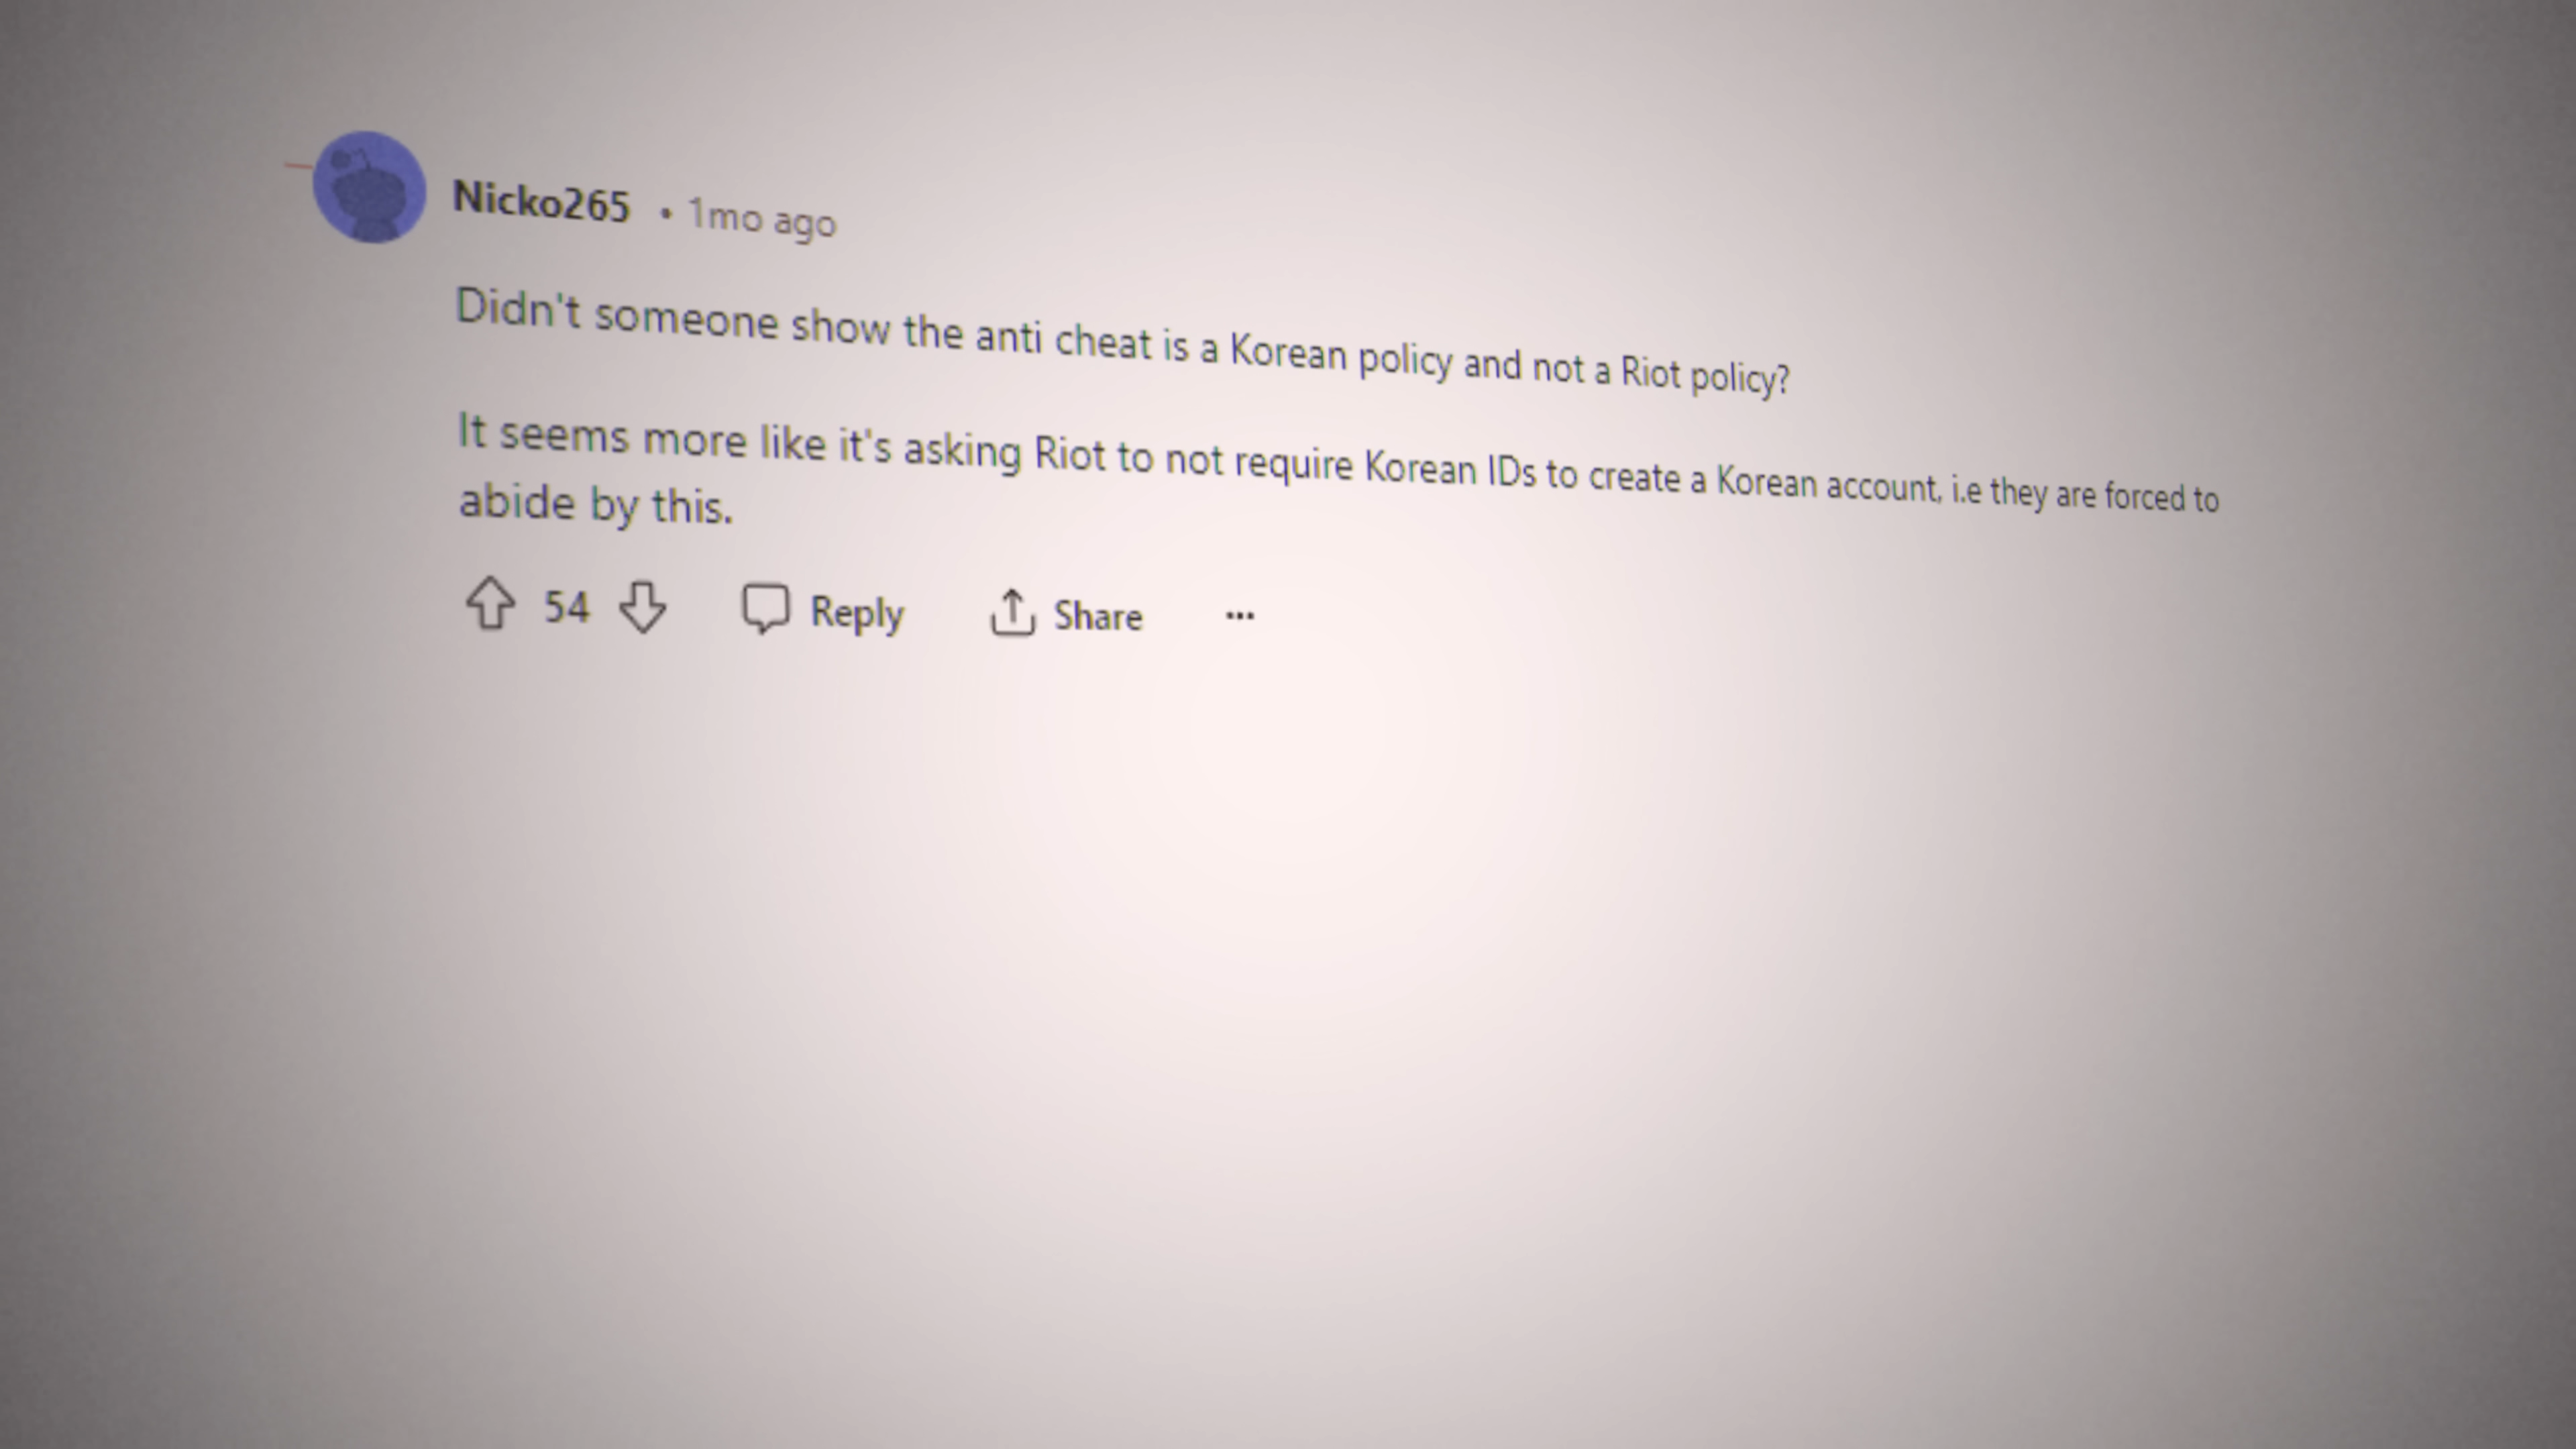 Nicko265 • 1mo ago
Didn't someone show the anti cheat is a Korean policy and not a Riot policy?
It seems more like it's asking Riot to not require Korean IDs to create a Korean account, i.e they are forced to
abide by this.
54 Reply Share ...